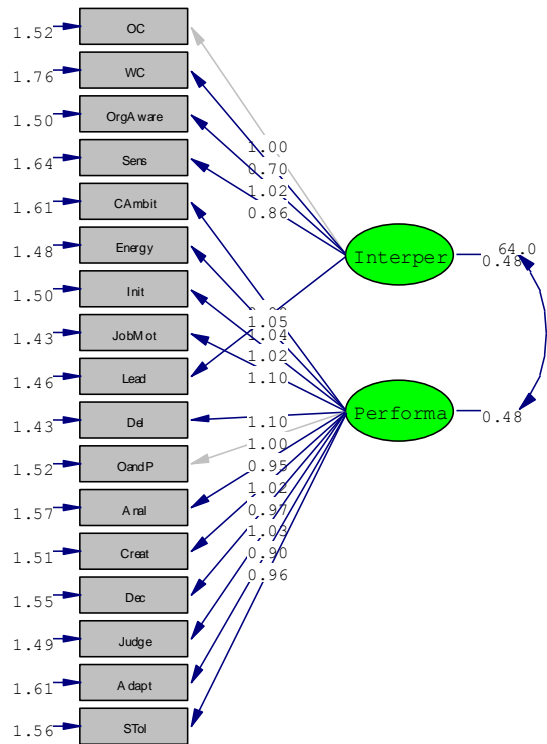 1.52 OC
1.76 WC
1.50 OrgAware
1.64 Sens
1.61 CAmbit
1.48 Energy
1.50 Init
1.43 JobMot
1.46 Lead
1.43 Del
1.52 OandP
1.57 Anal
1.51 Creat
1.55 Dec
1.49 Judge
1.61 Adapt
1.56 STol
1.00
0.70
1.02
0.86
1.05
1.04
1.02
1.10
1.10
1.00
0.95
1.02
0.97
1.03
0.90
0.96
Interper
Performa
64.0
0.48
0.48